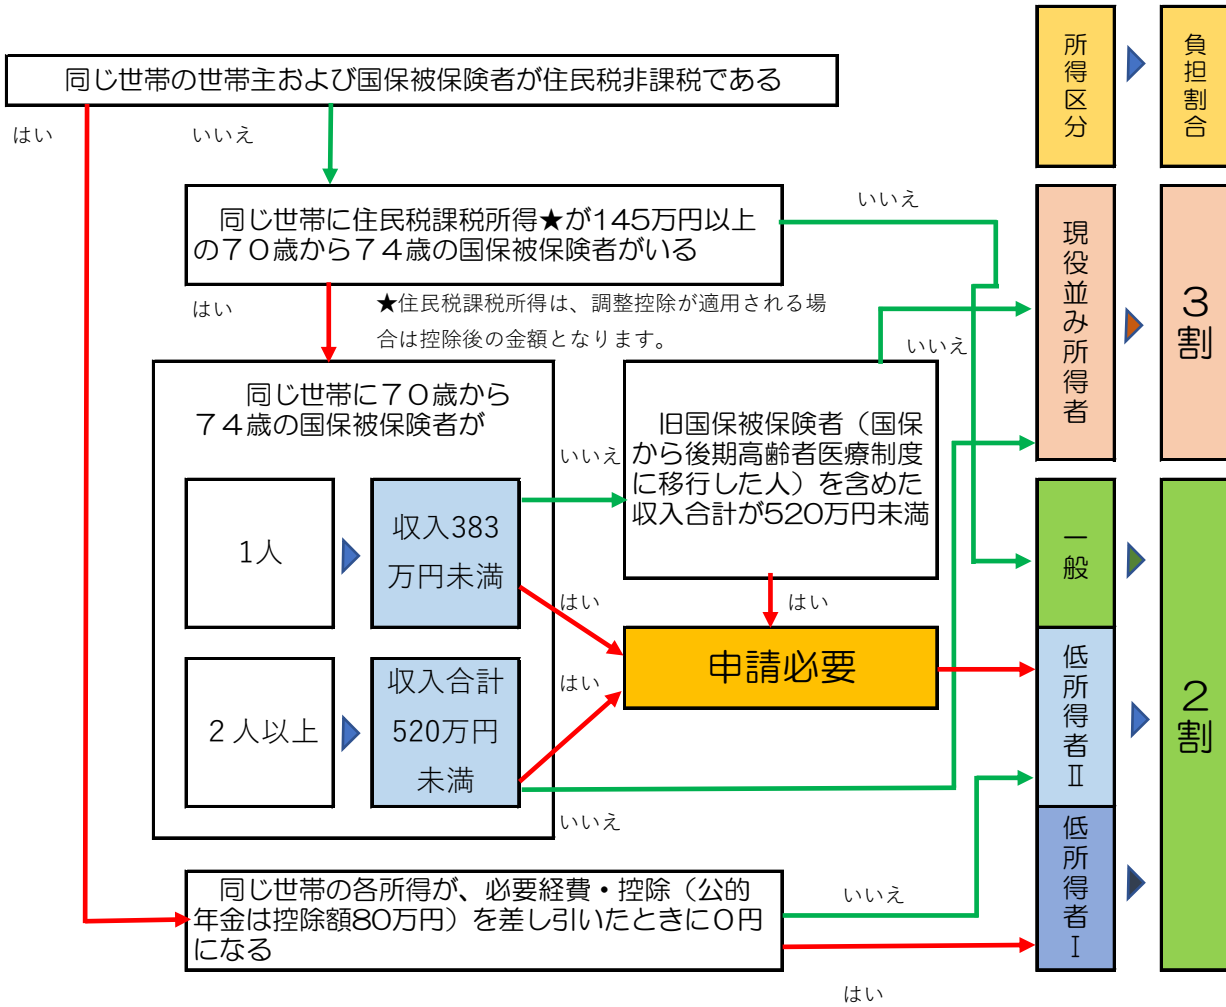 所得区分
負担割合
同じ世帯の世帯主および国保被保険者が住民税非課税である
はい
いいえ
同じ世帯に住民税課税所得★が145万円以上
の７０歳から７４歳の国保被保険者がいる
いいえ
はい
★住民税課税所得は、調整控除が適用される場
合は控除後の金額となります。
現役並み所得者
３割
同じ世帯に７０歳から
７４歳の国保被保険者が
いいえ
いいえ
旧国保被保険者（国保
から後期高齢者医療制度
に移行した人）を含めた
収入合計が520万円未満
1人
収入383
万円未満
はい
はい
一般
申請必要
２人以上
収入合計
520万円
未満
はい
いいえ
低所得者Ⅱ
２割
低所得者Ⅰ
同じ世帯の各所得が、必要経費・控除（公的
年金は控除額80万円）を差し引いたときに０円
になる
いいえ
はい